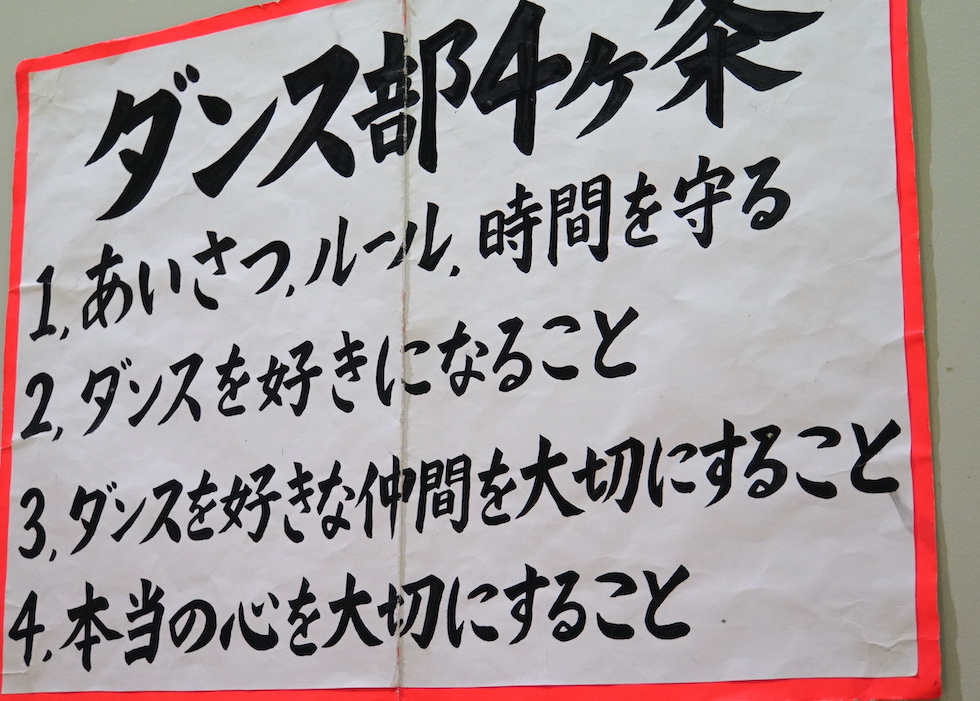 ダンス部4ヶ条
1,あいさつ,ルール,時間を守る
2,ダンスを好きになること
3,ダンスを好きな仲間を大切にすること
4,本当の心を大切にすること